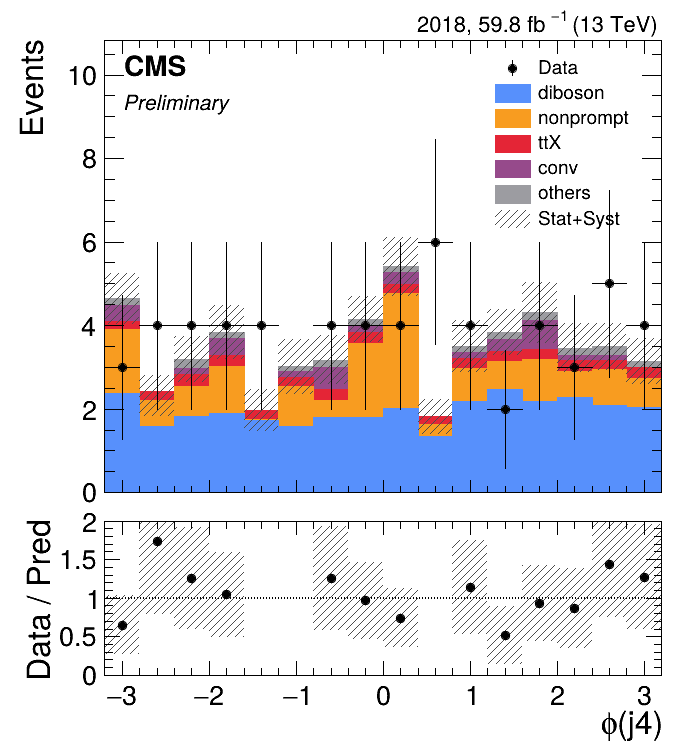 2018, 59.8 fb⁻¹ (13 TeV)
Events
CMS
Preliminary
Data
diboson
nonprompt
ttX
conv
others
Stat+Syst
10
8
6
4
2
0
Data / Pred
2
1.5
1
0.5
0
−3 −2 −1 0 1 2 3
ϕ(j4)